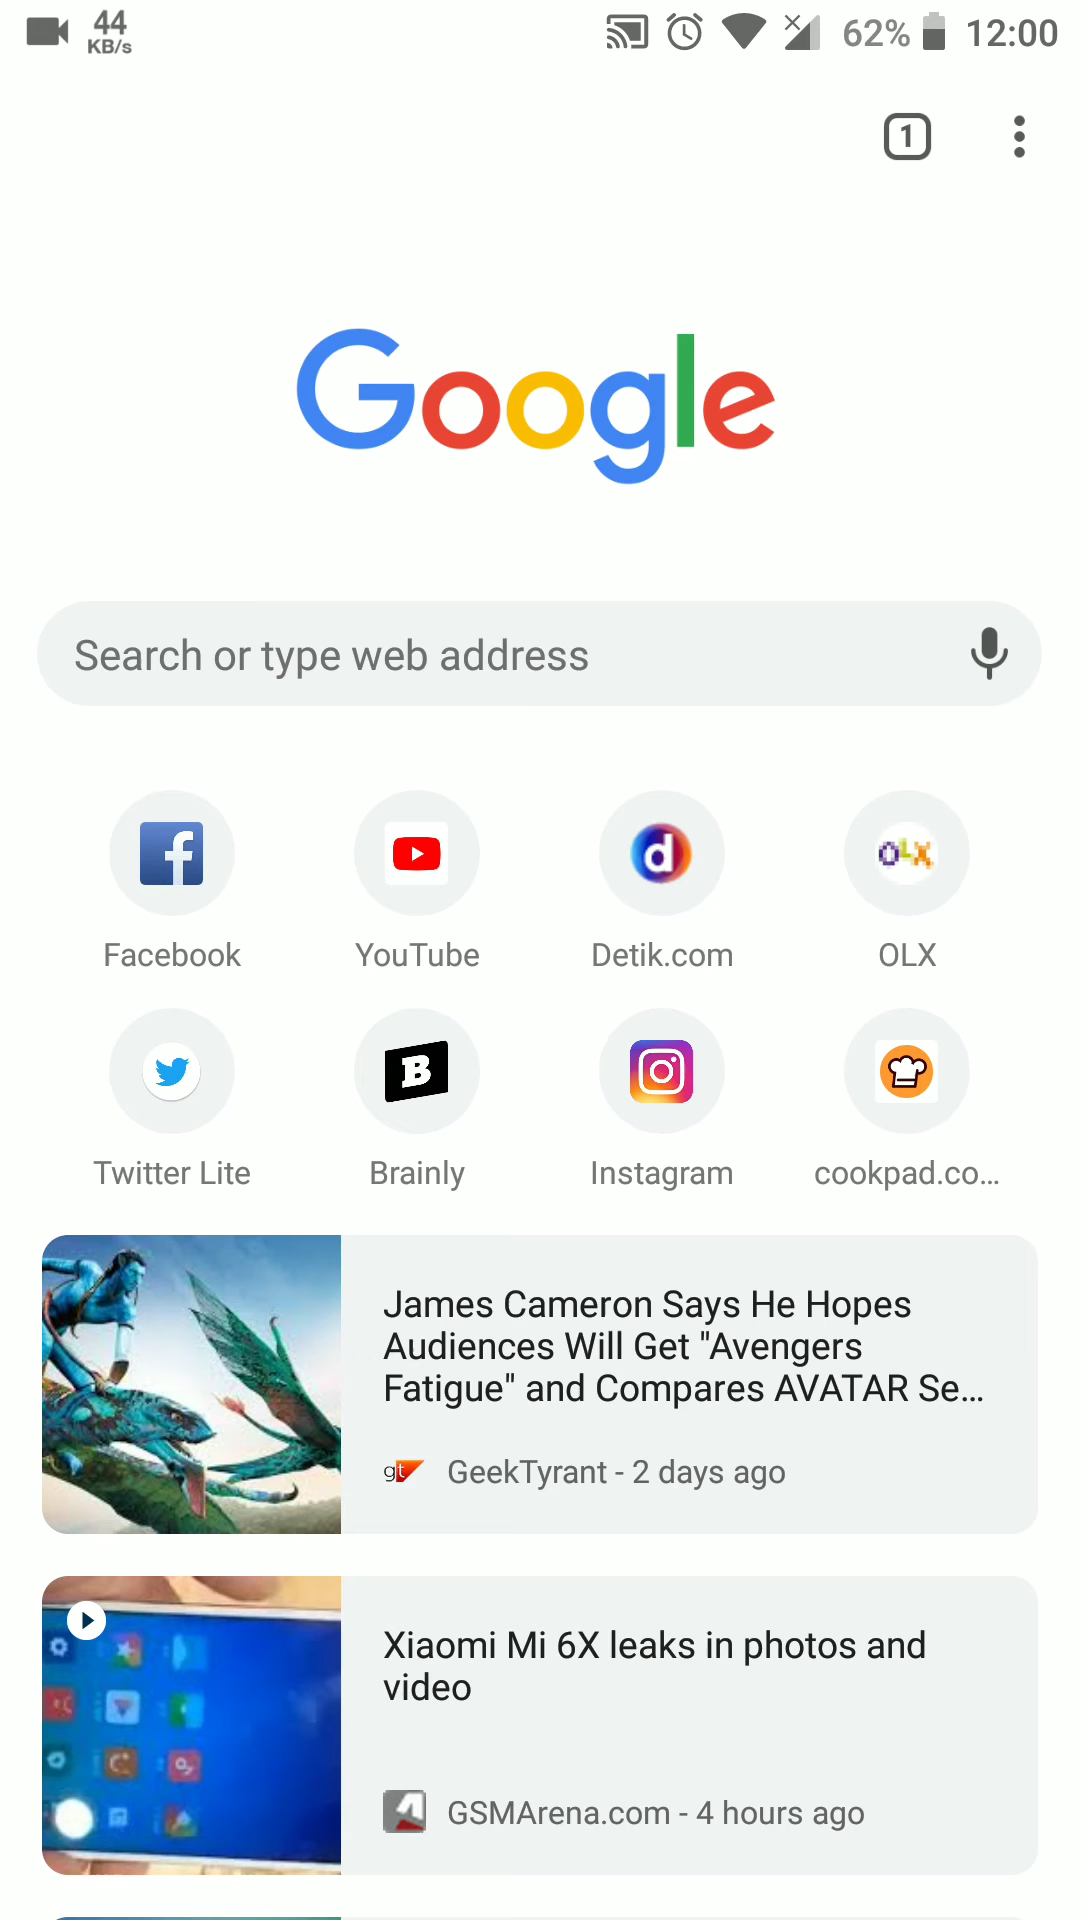 44
KB/s
62%
12:00
1
Google
Search or type web address
Facebook
YouTube
Detik.com
OLX
Twitter Lite
Brainly
Instagram
cookpad.co...
James Cameron Says He Hopes
Audiences Will Get "Avengers
Fatigue" and Compares AVATAR Se...
GeekTyrant - 2 days ago
Xiaomi Mi 6X leaks in photos and
video
GSMArena.com - 4 hours ago